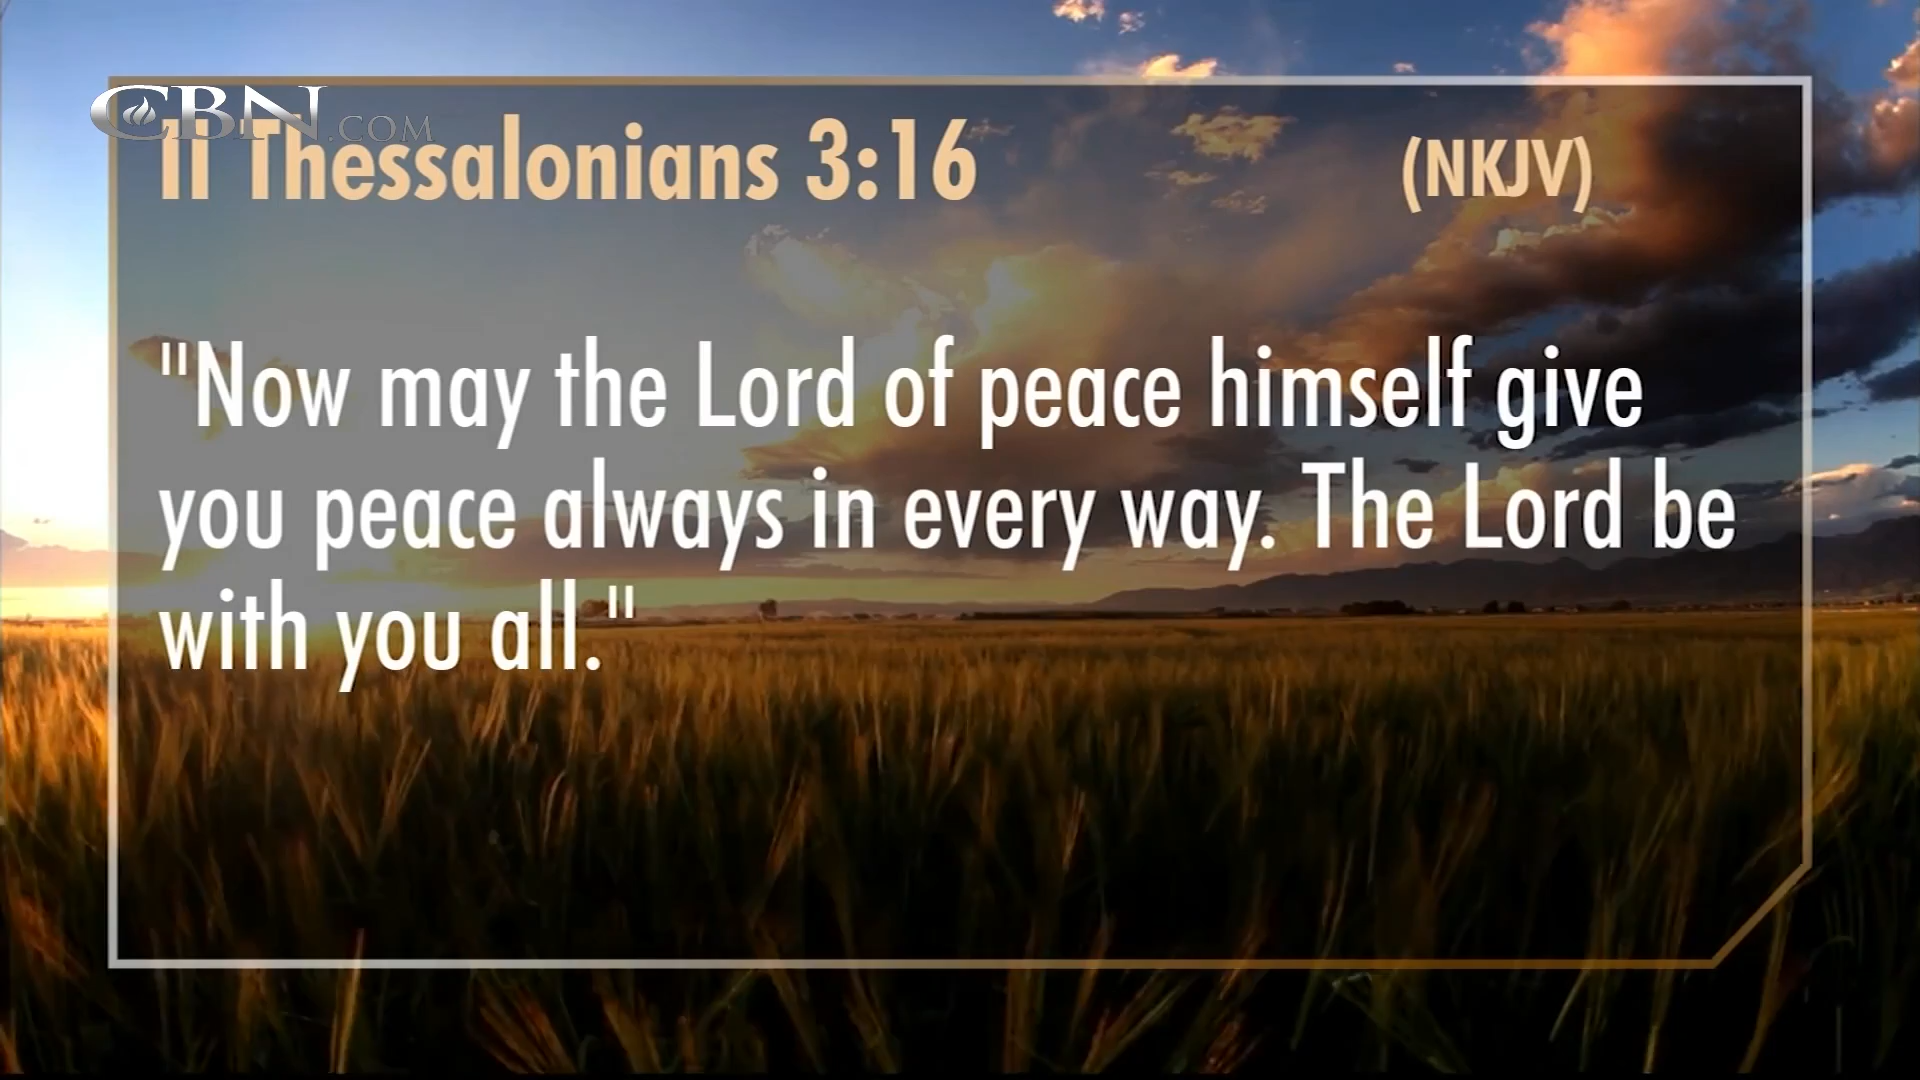 CBN.COM
II Thessalonians 3:16 (NKJV)
"Now may the Lord of peace himself give
you peace always in every way. The Lord be
with you all."